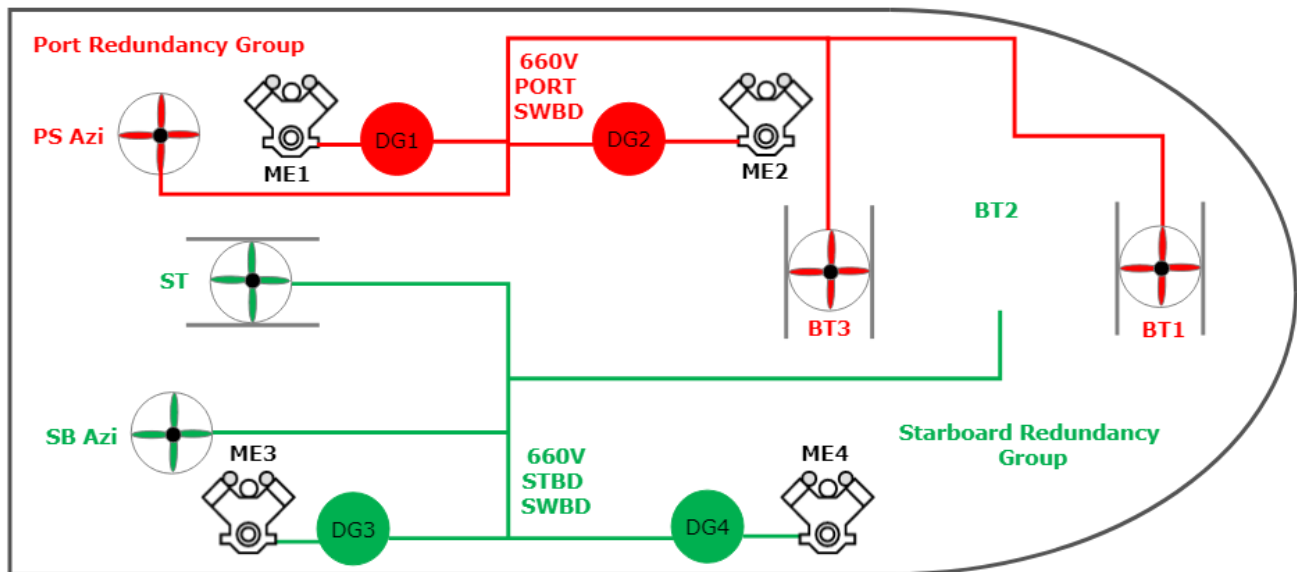 Port Redundancy Group
660V
PORT
SWBD
PS Azi
DG1
DG2
ME1
ME2
BT2
ST
BT3
BT1
SB Azi
ME3
660V
STBD
SWBD
ME4
Starboard Redundancy
Group
DG3
DG4